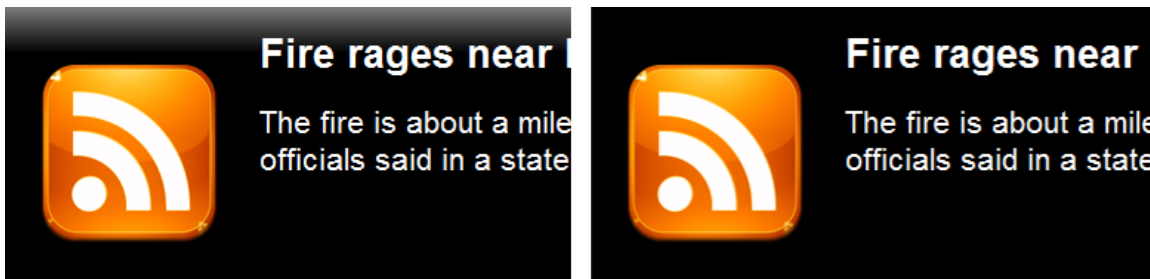 Fire rages near
The fire is about a mile
officials said in a state
Fire rages near
The fire is about a mile
officials said in a state